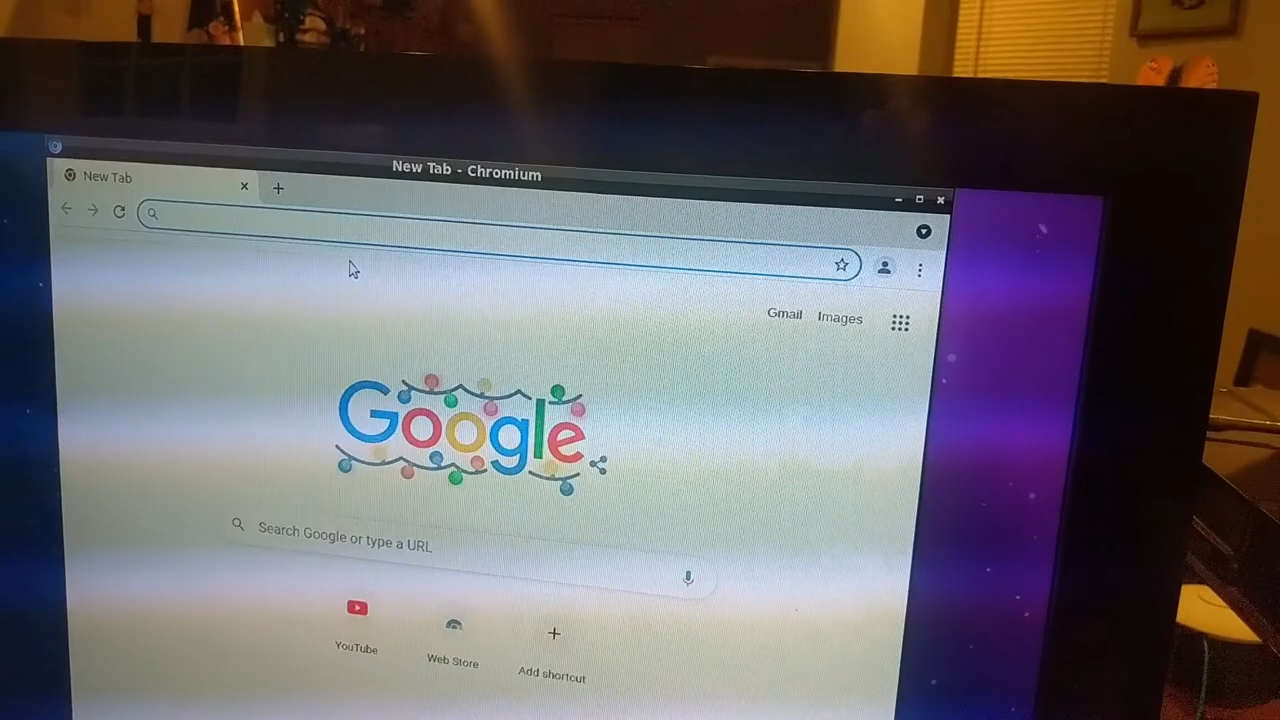 New Tab - Chromium
New Tab
Gmail Images
Google
Search Google or type a URL
YouTube
Web Store
Add shortcut